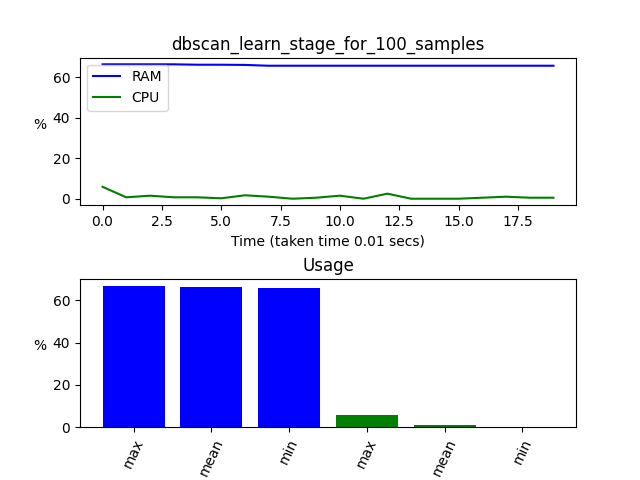 dbscan_learn_stage_for_100_samples
60
40
20
0
%
RAM
CPU
0.0 2.5 5.0 7.5 10.0 12.5 15.0 17.5
Time (taken time 0.01 secs)
Usage
60
40
20
0
%
max mean min max mean min